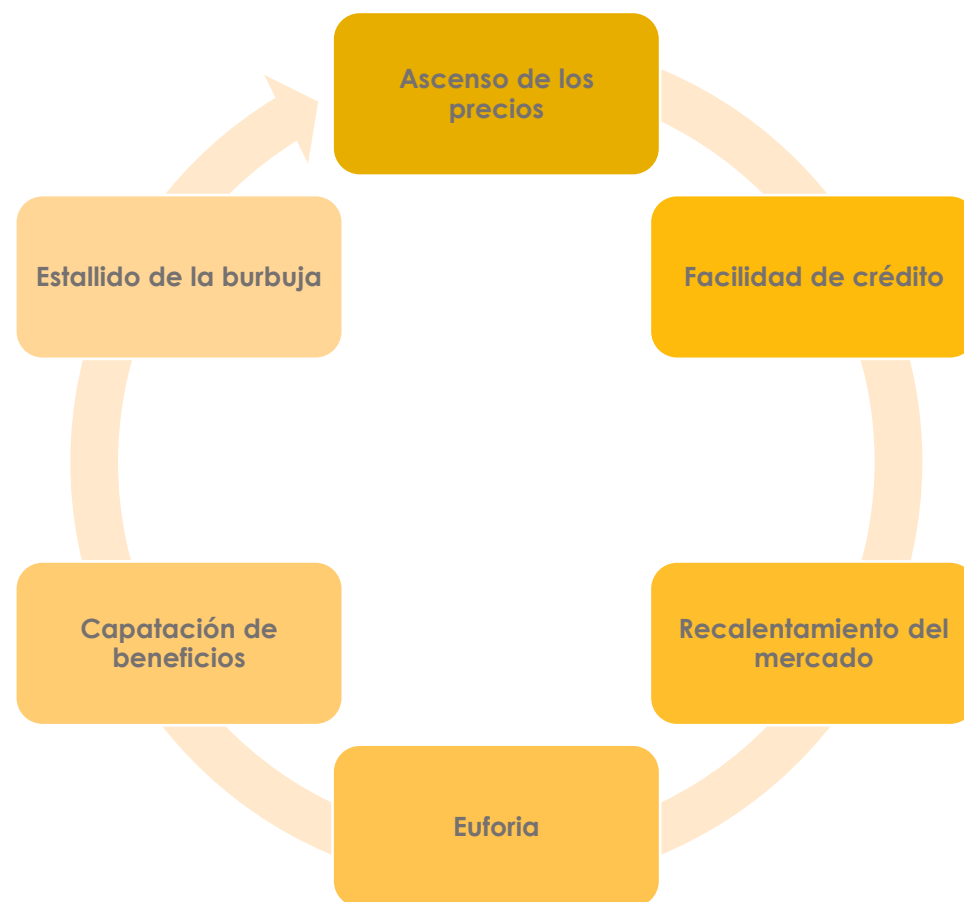 Ascenso de los
precios
Facilidad de crédito
Recalentamiento del
mercado
Euforia
Capatación de
beneficios
Estallido de la burbuja